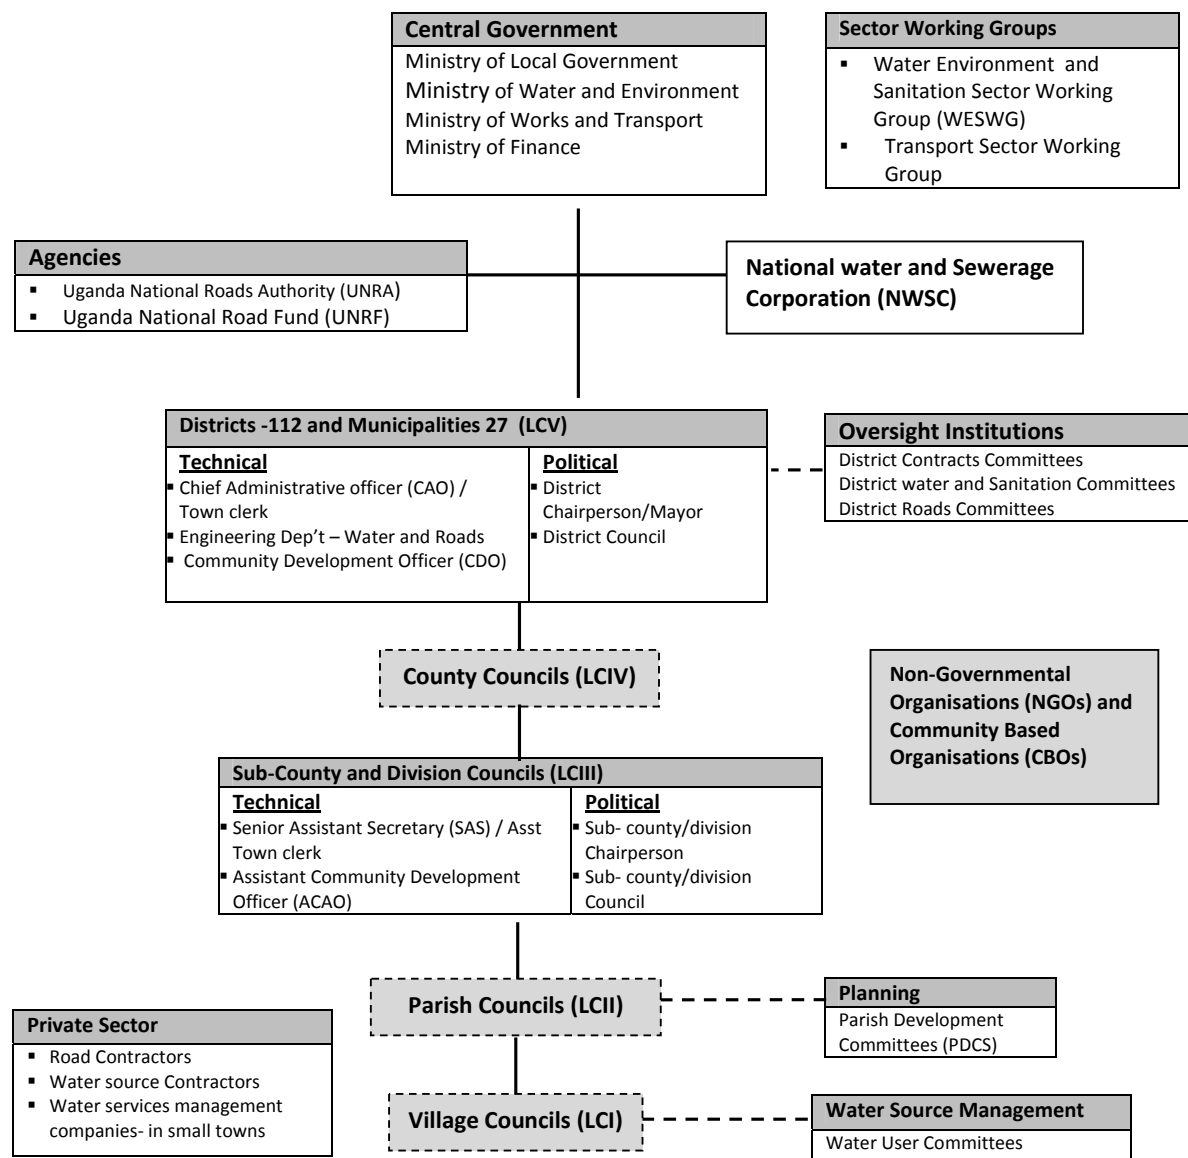 Central Government
Ministry of Local Government
Ministry of Water and Environment
Ministry of Works and Transport
Ministry of Finance
Sector Working Groups
▪ Water Environment and
Sanitation Sector Working
Group (WESWG)
▪ Transport Sector Working
Group
Agencies
▪ Uganda National Roads Authority (UNRA)
▪ Uganda National Road Fund (UNRF)
National water and Sewerage
Corporation (NWSC)
Districts -112 and Municipalities 27 (LCV)
Technical
▪ Chief Administrative officer (CAO) /
Town clerk
▪ Engineering Dep't – Water and Roads
▪ Community Development Officer (CDO)
Political
▪ District
Chairperson/Mayor
▪ District Council
Oversight Institutions
District Contracts Committees
District water and Sanitation Committees
District Roads Committees
County Councils (LCIV)
Non-Governmental
Organisations (NGOs) and
Community Based
Organisations (CBOs)
Sub-County and Division Councils (LCIII)
Technical
▪ Senior Assistant Secretary (SAS) / Asst
Town clerk
▪ Assistant Community Development
Officer (ACAO)
Political
▪ Sub- county/division
Chairperson
▪ Sub- county/division
Council
Parish Councils (LCII)
Planning
Parish Development
Committees (PDCS)
Private Sector
▪ Road Contractors
▪ Water source Contractors
▪ Water services management
companies- in small towns
Village Councils (LCI)
Water Source Management
Water User Committees